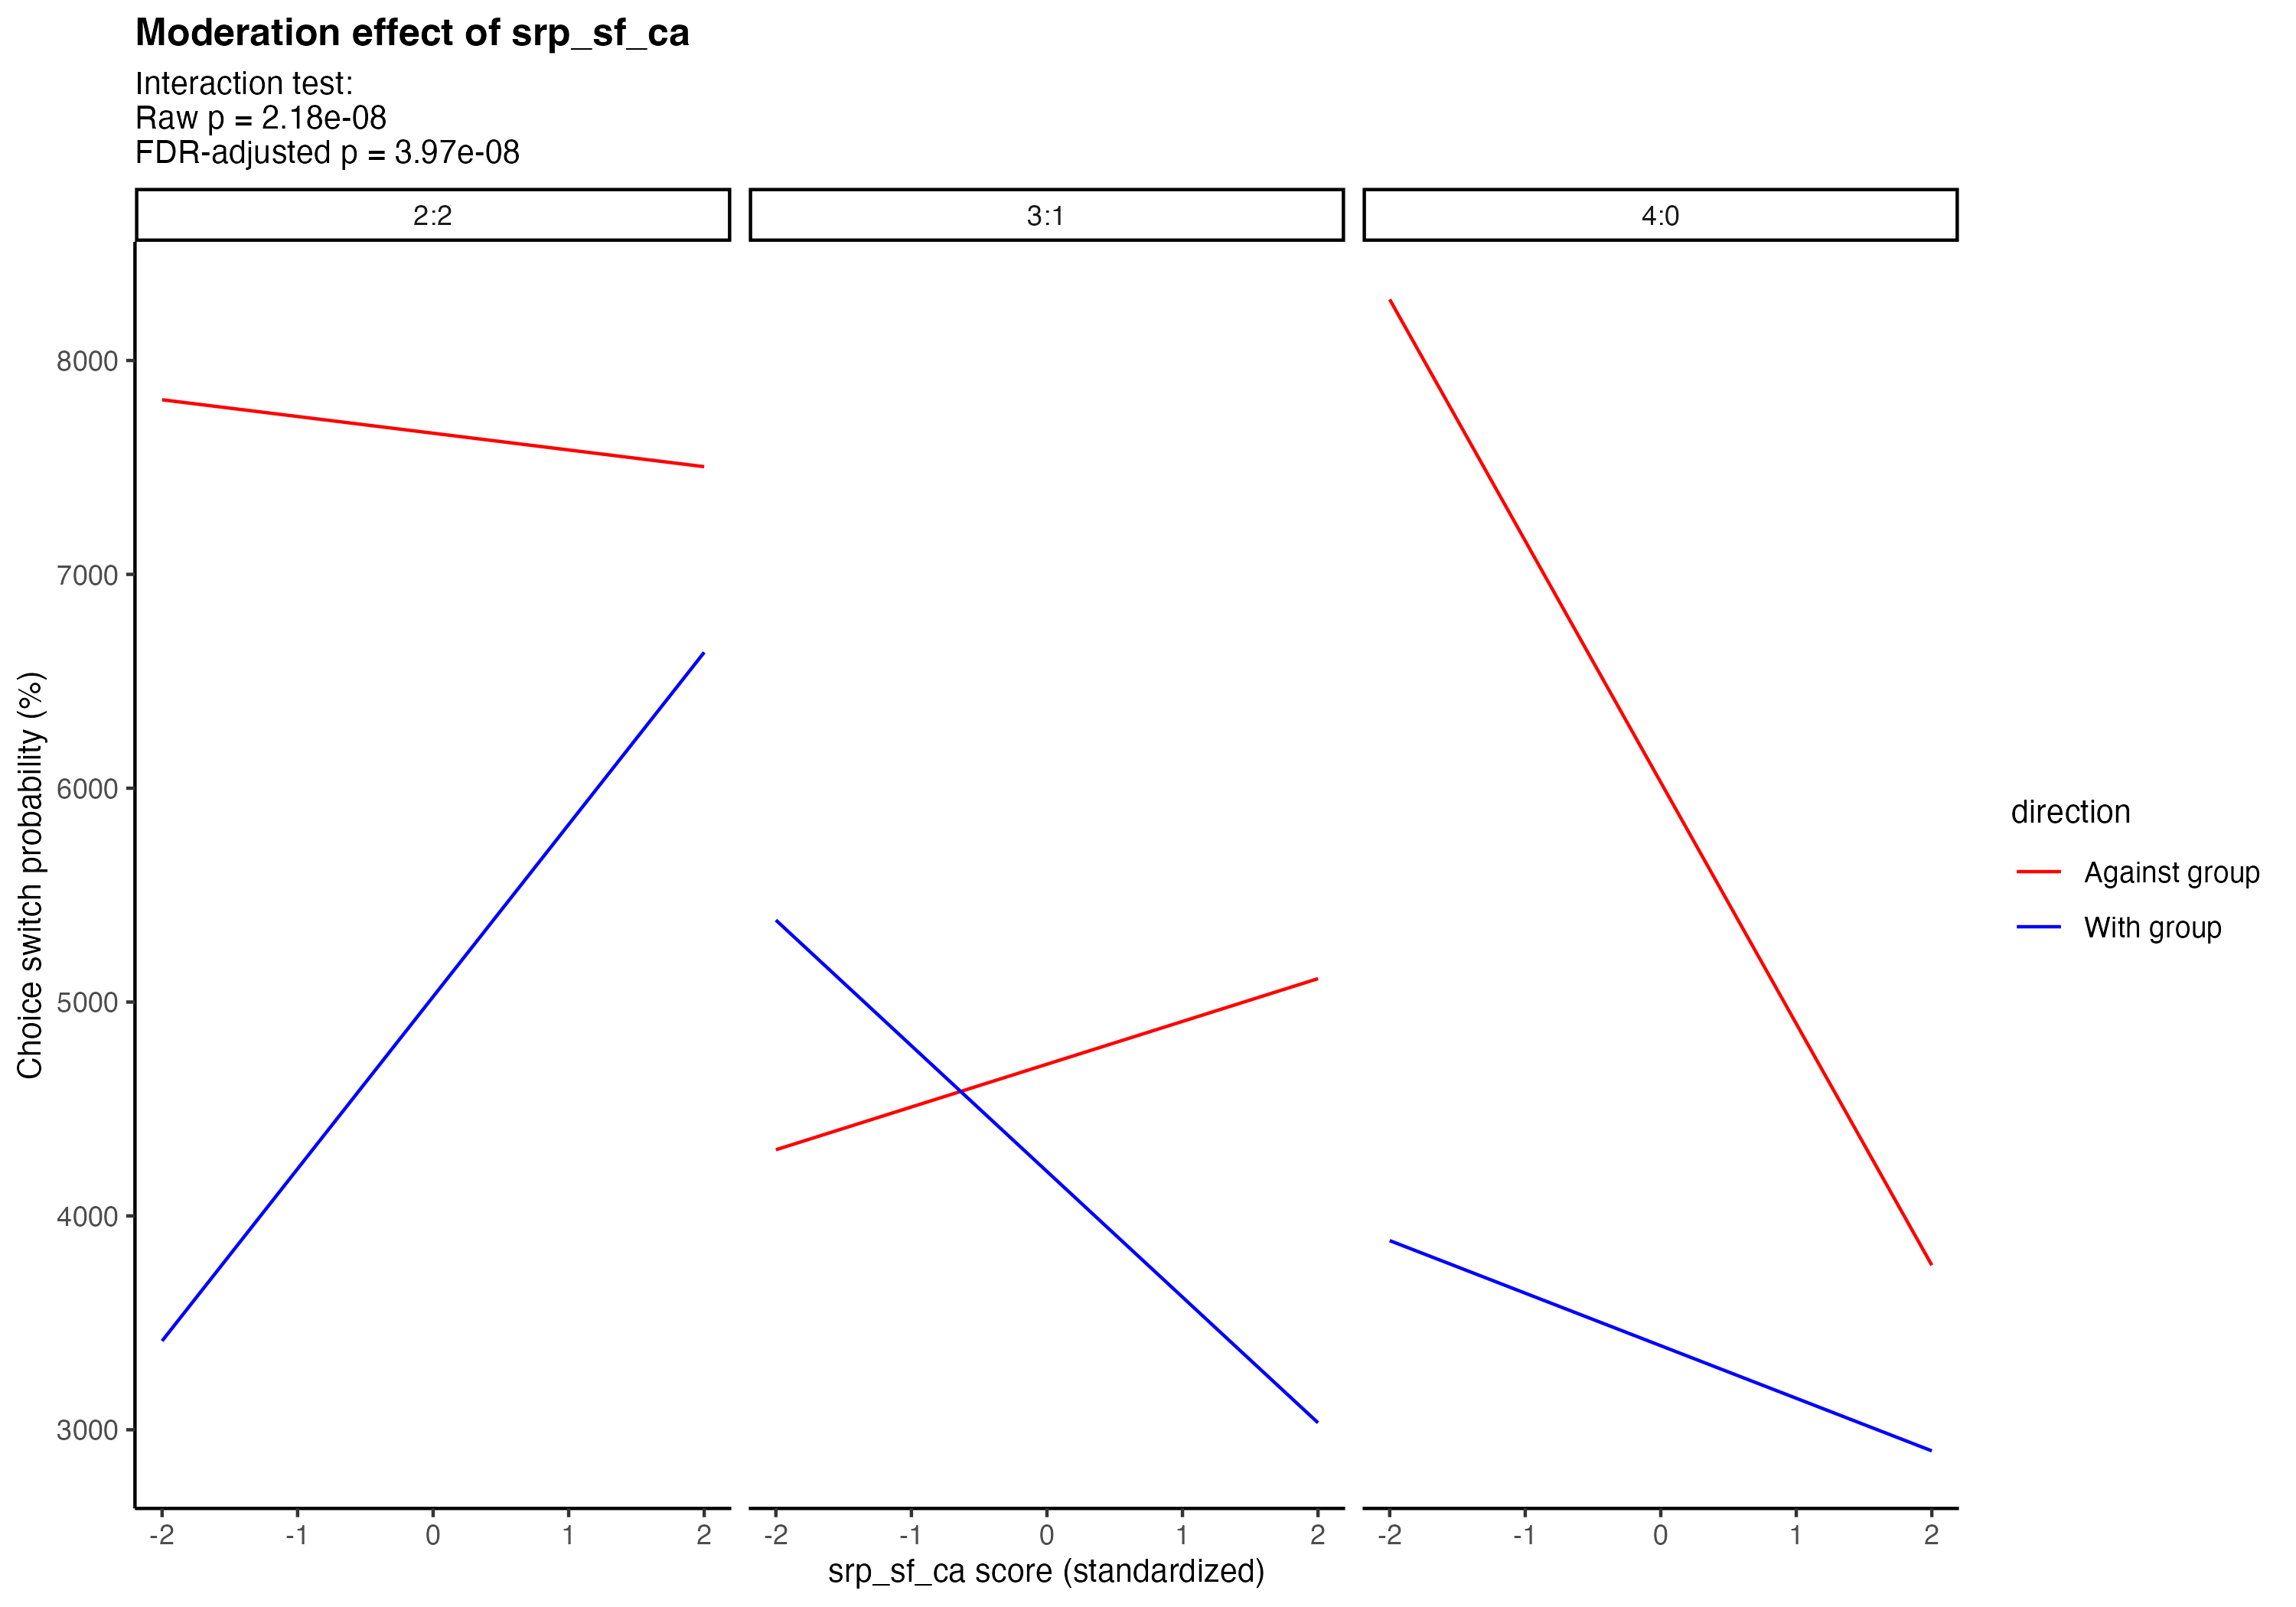 Moderation effect of srp_sf_ca
Interaction test:
Raw p = 2.18e-08
FDR-adjusted p = 3.97e-08
2:2
3:1
4:0
Choice switch probability (%)
8000
7000
6000
5000
4000
3000
-2 -1 0 1 2
-2 -1 0 1 2
-2 -1 0 1 2
srp_sf_ca score (standardized)
direction
Against group
With group